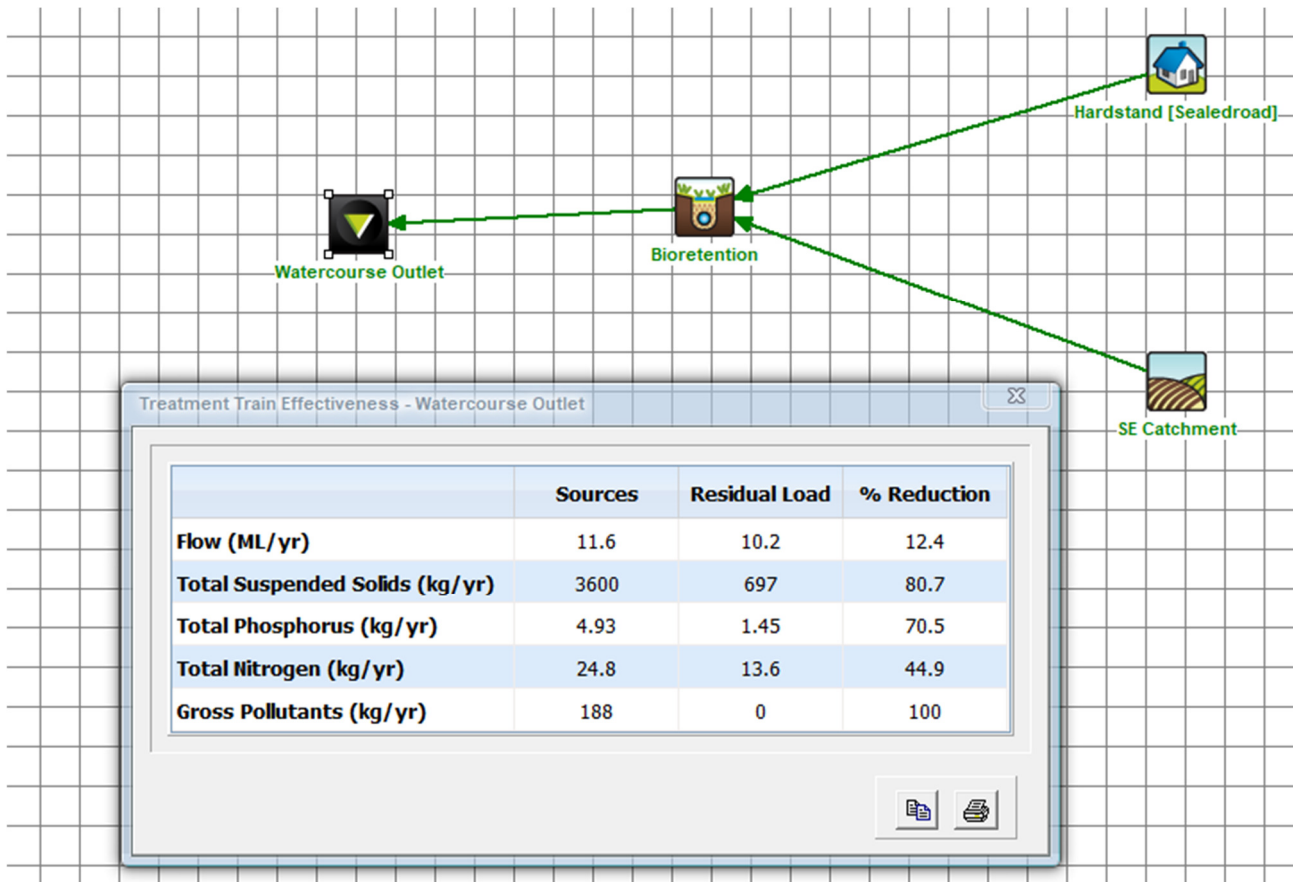 Hardstand [Sealedroad]
Bioretention
Watercourse Outlet
SE Catchment
Treatment Train Effectiveness - Watercourse Outlet
Sources Residual Load % Reduction
Flow (ML/yr) 11.6 10.2 12.4
Total Suspended Solids (kg/yr) 3600 697 80.7
Total Phosphorus (kg/yr) 4.93 1.45 70.5
Total Nitrogen (kg/yr) 24.8 13.6 44.9
Gross Pollutants (kg/yr) 188 0 100